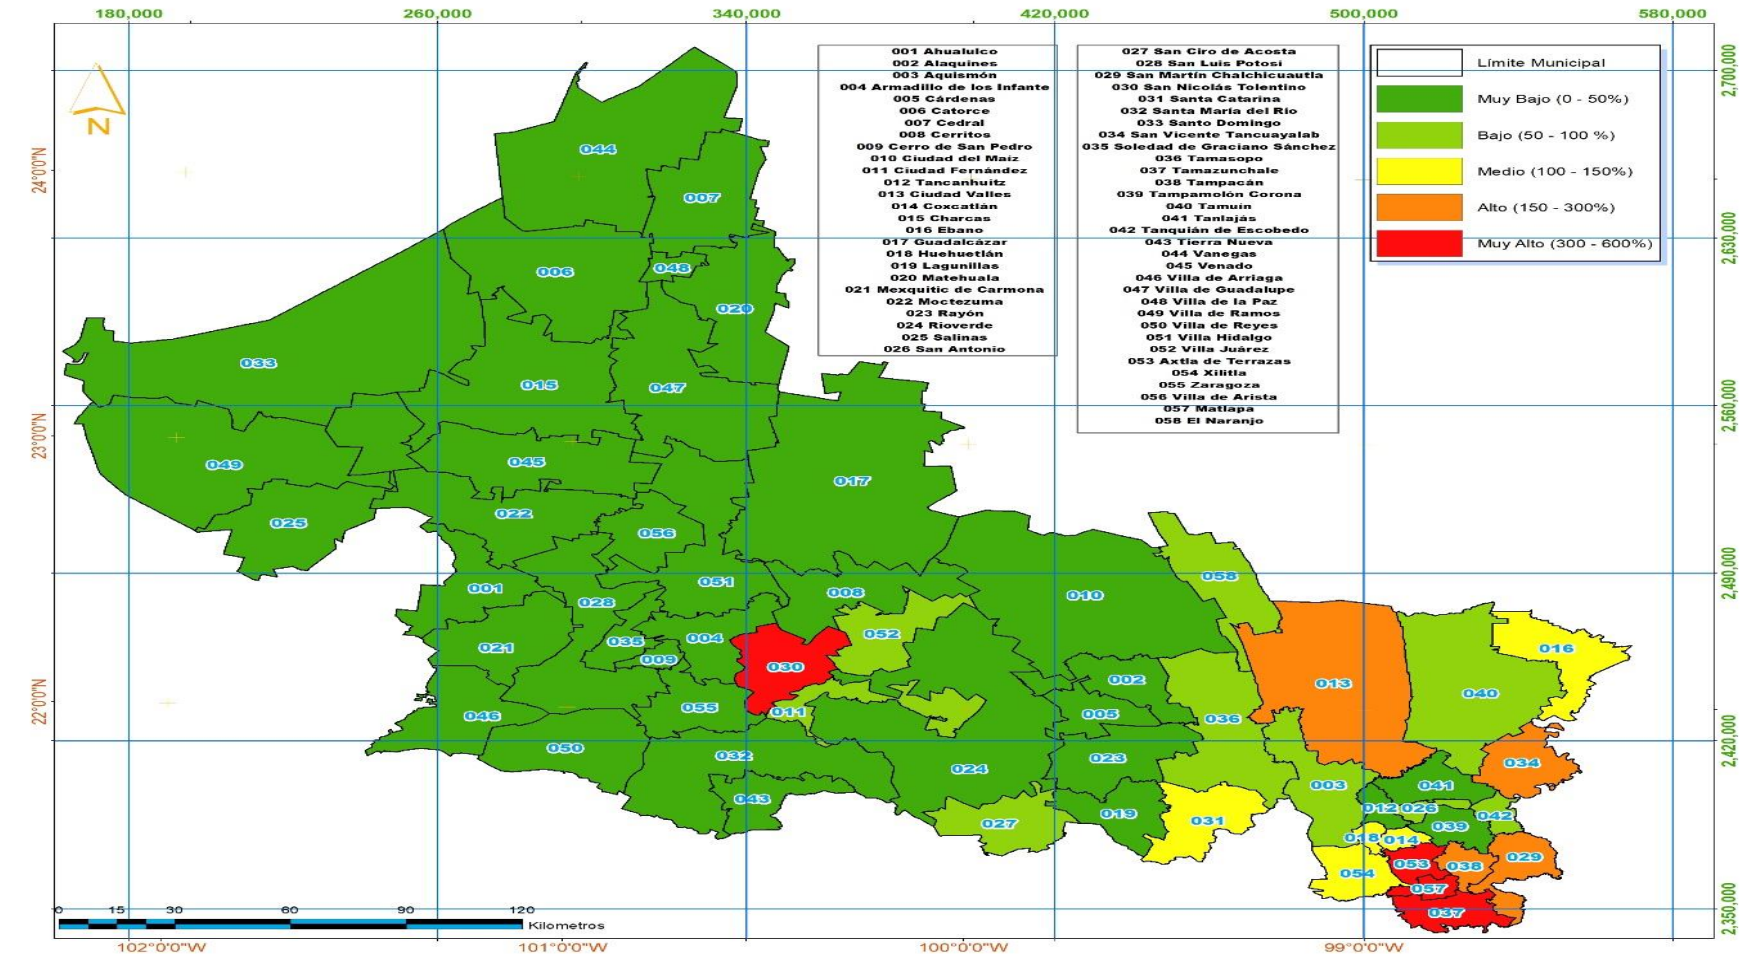 180,000 260,000 340,000 420,000 500,000 580,000
001 Ahualulco
002 Alaquines
003 Aquismón
004 Armadillo de los Infante
005 Cárdenas
006 Catorce
007 Cedral
008 Cerritos
009 Cerro de San Pedro
010 Ciudad del Maíz
011 Ciudad Fernández
012 Tancanhuitz
013 Ciudad Valles
014 Coxcatlán
015 Charcas
016 Ebano
017 Guadalcázar
018 Huehuetlán
019 Lagunillas
020 Matehuala
021 Mexquitic de Carmona
022 Moctezuma
023 Rayón
024 Rioverde
025 Salinas
026 San Antonio
027 San Ciro de Acosta
028 San Luis Potosí
029 San Martín Chalchicuautla
030 San Nicolás Tolentino
031 Santa Catarina
032 Santa María del Río
033 Santo Domingo
034 San Vicente Tancuayalab
035 Soledad de Graciano Sánchez
036 Tamasopo
037 Tamazunchale
038 Tampacán
039 Tampamolón Corona
040 Tamuín
041 Tanlajás
042 Tanquián de Escobedo
043 Tierra Nueva
044 Vanegas
045 Venado
046 Villa de Arriaga
047 Villa de Guadalupe
048 Villa de la Paz
049 Villa de Ramos
050 Villa de Reyes
051 Villa Hidalgo
052 Villa Juárez
053 Axtla de Terrazas
054 Xilitla
055 Zaragoza
056 Villa de Arista
057 Matlapa
058 El Naranjo
Límite Municipal
Muy Bajo (0 - 50%)
Bajo (50 - 100 %)
Medio (100 - 150%)
Alto (150 - 300%)
Muy Alto (300 - 600%)
2,700,000
2,630,000
2,560,000
2,490,000
2,420,000
2,350,000
24°0'0"N
23°0'0"N
22°0'0"N
N
044
007
006
048
020
033
015
047
049
045
017
025
022
056
058
001
051
028
008
010
052
035
004
021
009
016
030
002
013
040
055
011
005
046
036
050
032
023
034
024
003
041
043
012
026
019
042
027
031
039
018
014
053
038
029
054
057
037
0 15 30 60 90 120
Kilometros
102°0'0"W 101°0'0"W 100°0'0"W 99°0'0"W